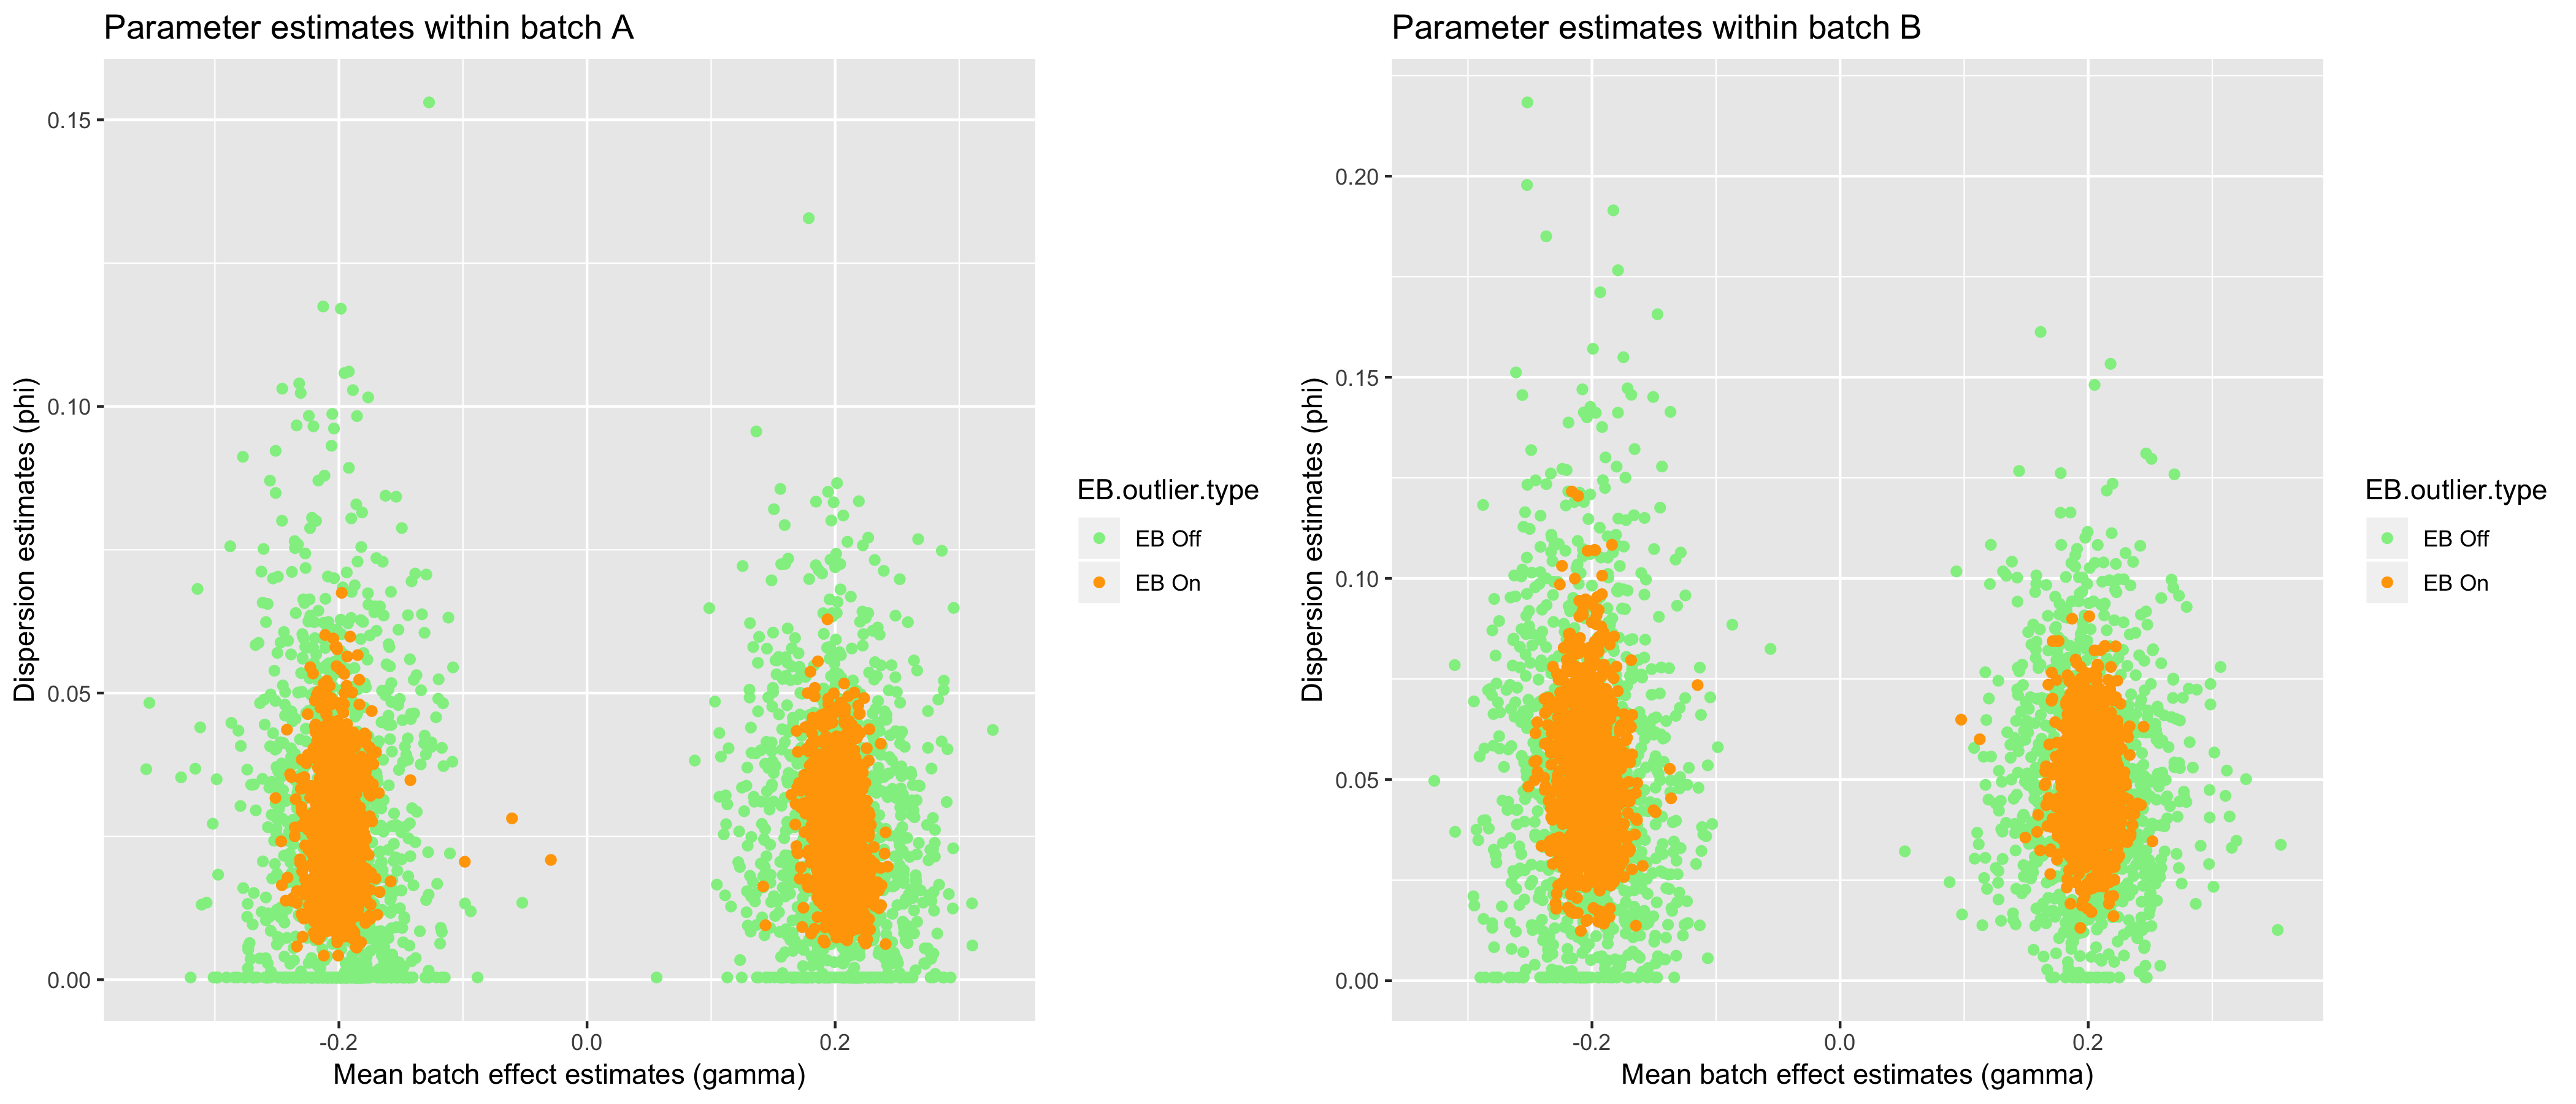 Parameter estimates within batch A
Dispersion estimates (phi)
0.15
0.10
0.05
0.00
-0.2
0.0
0.2
Mean batch effect estimates (gamma)
EB.outlier.type
EB Off
EB On
Parameter estimates within batch B
Dispersion estimates (phi)
0.20
0.15
0.10
0.05
0.00
-0.2
0.0
0.2
Mean batch effect estimates (gamma)
EB.outlier.type
EB Off
EB On